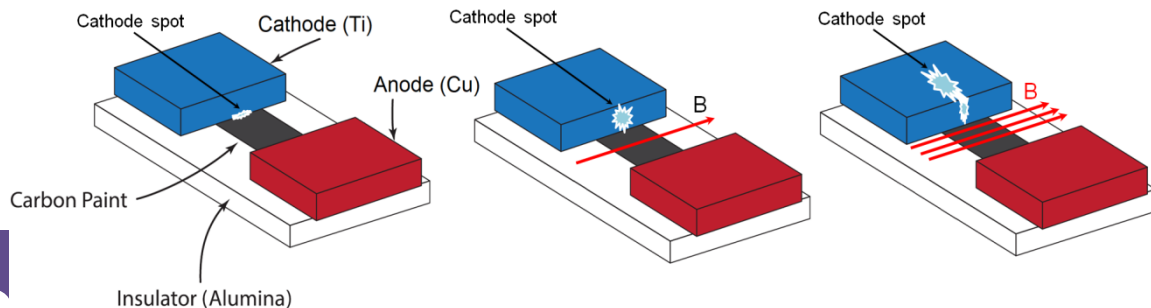 Cathode spot
Cathode (Ti)
Anode (Cu)
Carbon Paint
Insulator (Alumina)
Cathode spot
B
Cathode spot
B